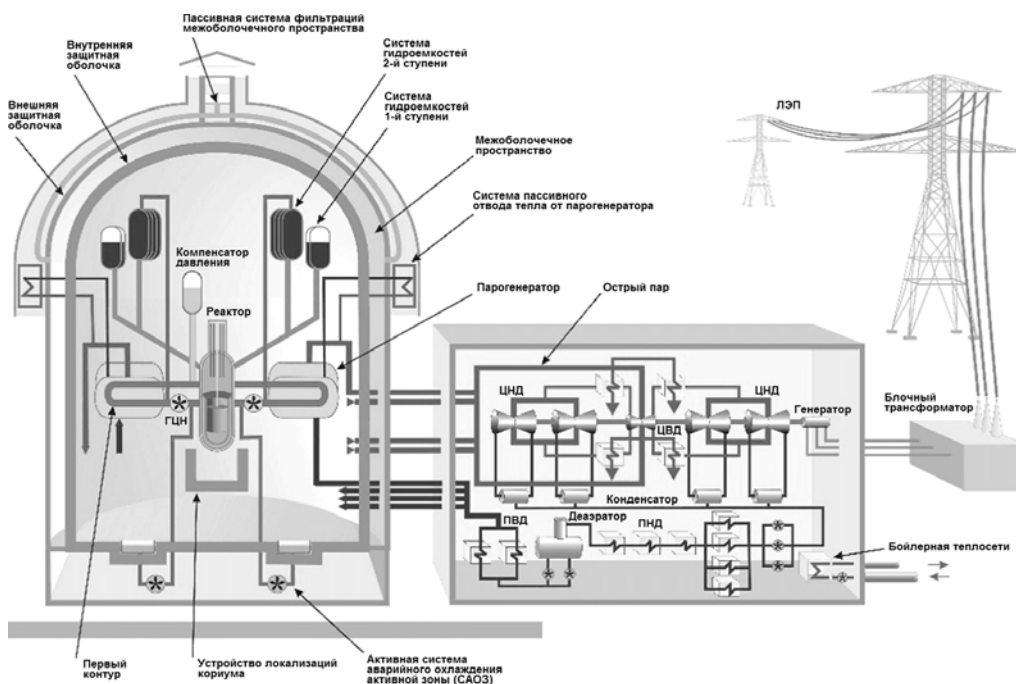 Пассивная система фильтраций
межоболочечного пространства
Внутренняя
защитная
оболочка
Система
гидроемкостей
2-й ступени
Внешняя
защитная
оболочка
Система
гидроемкостей
1-й ступени
ЛЭП
Межоболочечное
пространство
Система пассивного
отвода тепла от парогенератора
Компенсатор
давления
Парогенератор
Острый пар
Реактор
ЦНД
ЦНД
Генератор
Блочный
трансформатор
ГЦН
ЦВД
Конденсатор
ПВД
Деаэратор
ПНД
Бойлерная теплосети
Первый
контур
Устройство локализаций
кориума
Активная система
аварийного охлаждения
активной зоны (САОЗ)